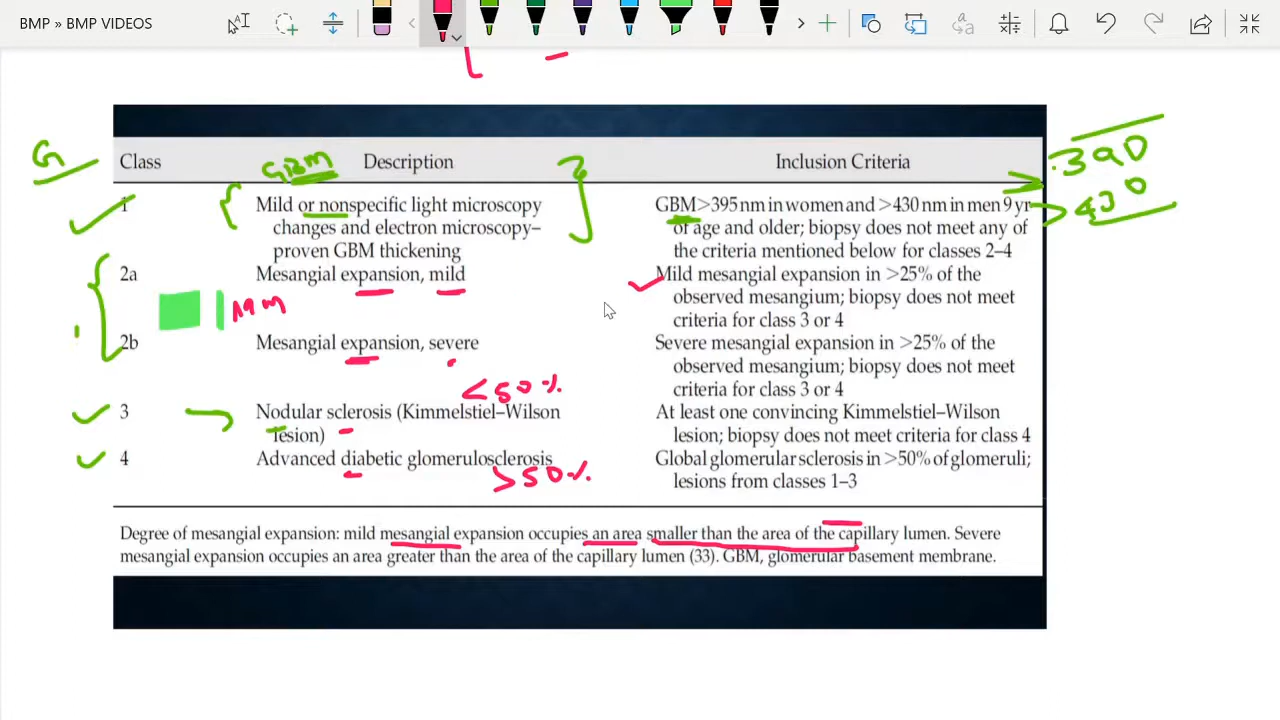 BMP » BMP VIDEOS
G
GBM
Class Description Inclusion Criteria
390
430
1 Mild or nonspecific light microscopy
changes and electron microscopy–
proven GBM thickening
GBM>395 nm in women and >430 nm in men 9 yr
of age and older; biopsy does not meet any of
the criteria mentioned below for classes 2–4
2a Mesangial expansion, mild
Mild mesangial expansion in >25% of the
observed mesangium; biopsy does not meet
criteria for class 3 or 4
2b Mesangial expansion, severe
Severe mesangial expansion in >25% of the
observed mesangium; biopsy does not meet
criteria for class 3 or 4
<50%
3 Nodular sclerosis (Kimmelstiel–Wilson
lesion)
At least one convincing Kimmelstiel–Wilson
lesion; biopsy does not meet criteria for class 4
4 Advanced diabetic glomerulosclerosis
>50%
Global glomerular sclerosis in >50% of glomeruli;
lesions from classes 1–3
Degree of mesangial expansion: mild mesangial expansion occupies an area smaller than the area of the capillary lumen. Severe
mesangial expansion occupies an area greater than the area of the capillary lumen (33). GBM, glomerular basement membrane.